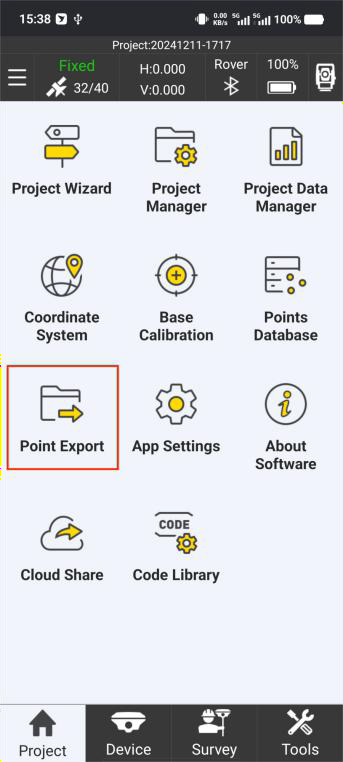 15:38 0.00 KB/s 5G 5G 100%
Project:20241211-1717
Fixed H:0.000 Rover 100%
32/40 V:0.000
Project Wizard Project Manager Project Data Manager
Coordinate System Base Calibration Points Database
Point Export App Settings About Software
CODE
Cloud Share Code Library
Project Device Survey Tools